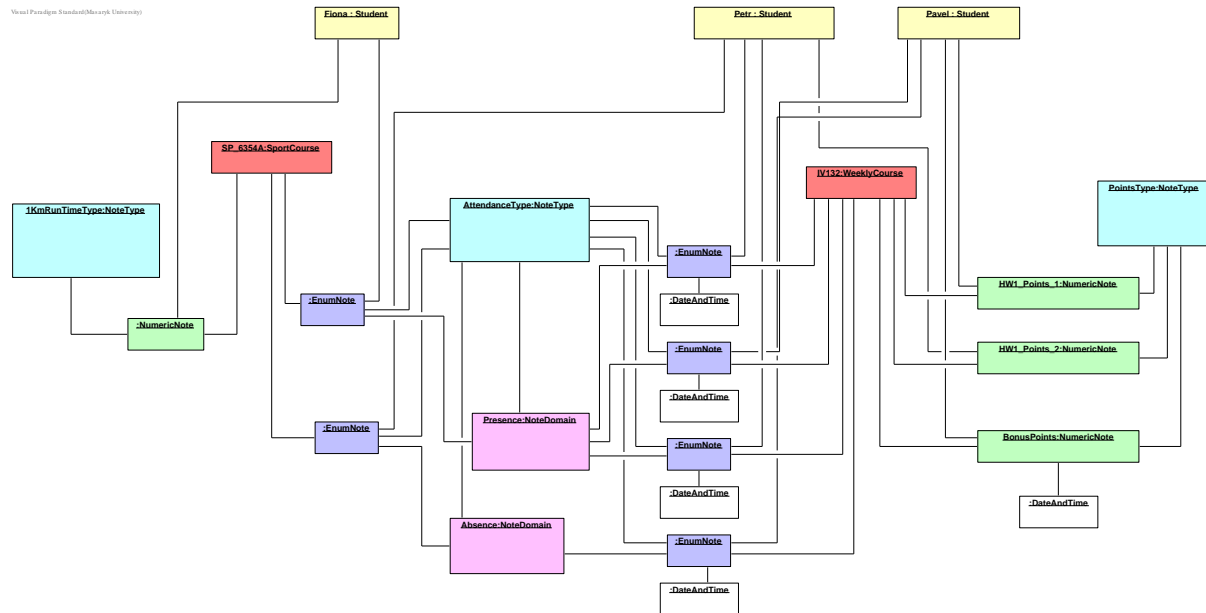 Visual Paradigm Standard(Masaryk University)
Fiona : Student
Petr : Student
Pavel : Student
SP_6354A:SportCourse
IV132:WeeklyCourse
PointsType:NoteType
1KmRunTimeType:NoteType
AttendanceType:NoteType
:EnumNote
HW1_Points_1:NumericNote
:EnumNote
:DateAndTime
:NumericNote
:EnumNote
HW1_Points_2:NumericNote
:DateAndTime
Presence:NoteDomain
:EnumNote
:EnumNote
BonusPoints:NumericNote
:DateAndTime
:DateAndTime
Absence:NoteDomain
:EnumNote
:DateAndTime